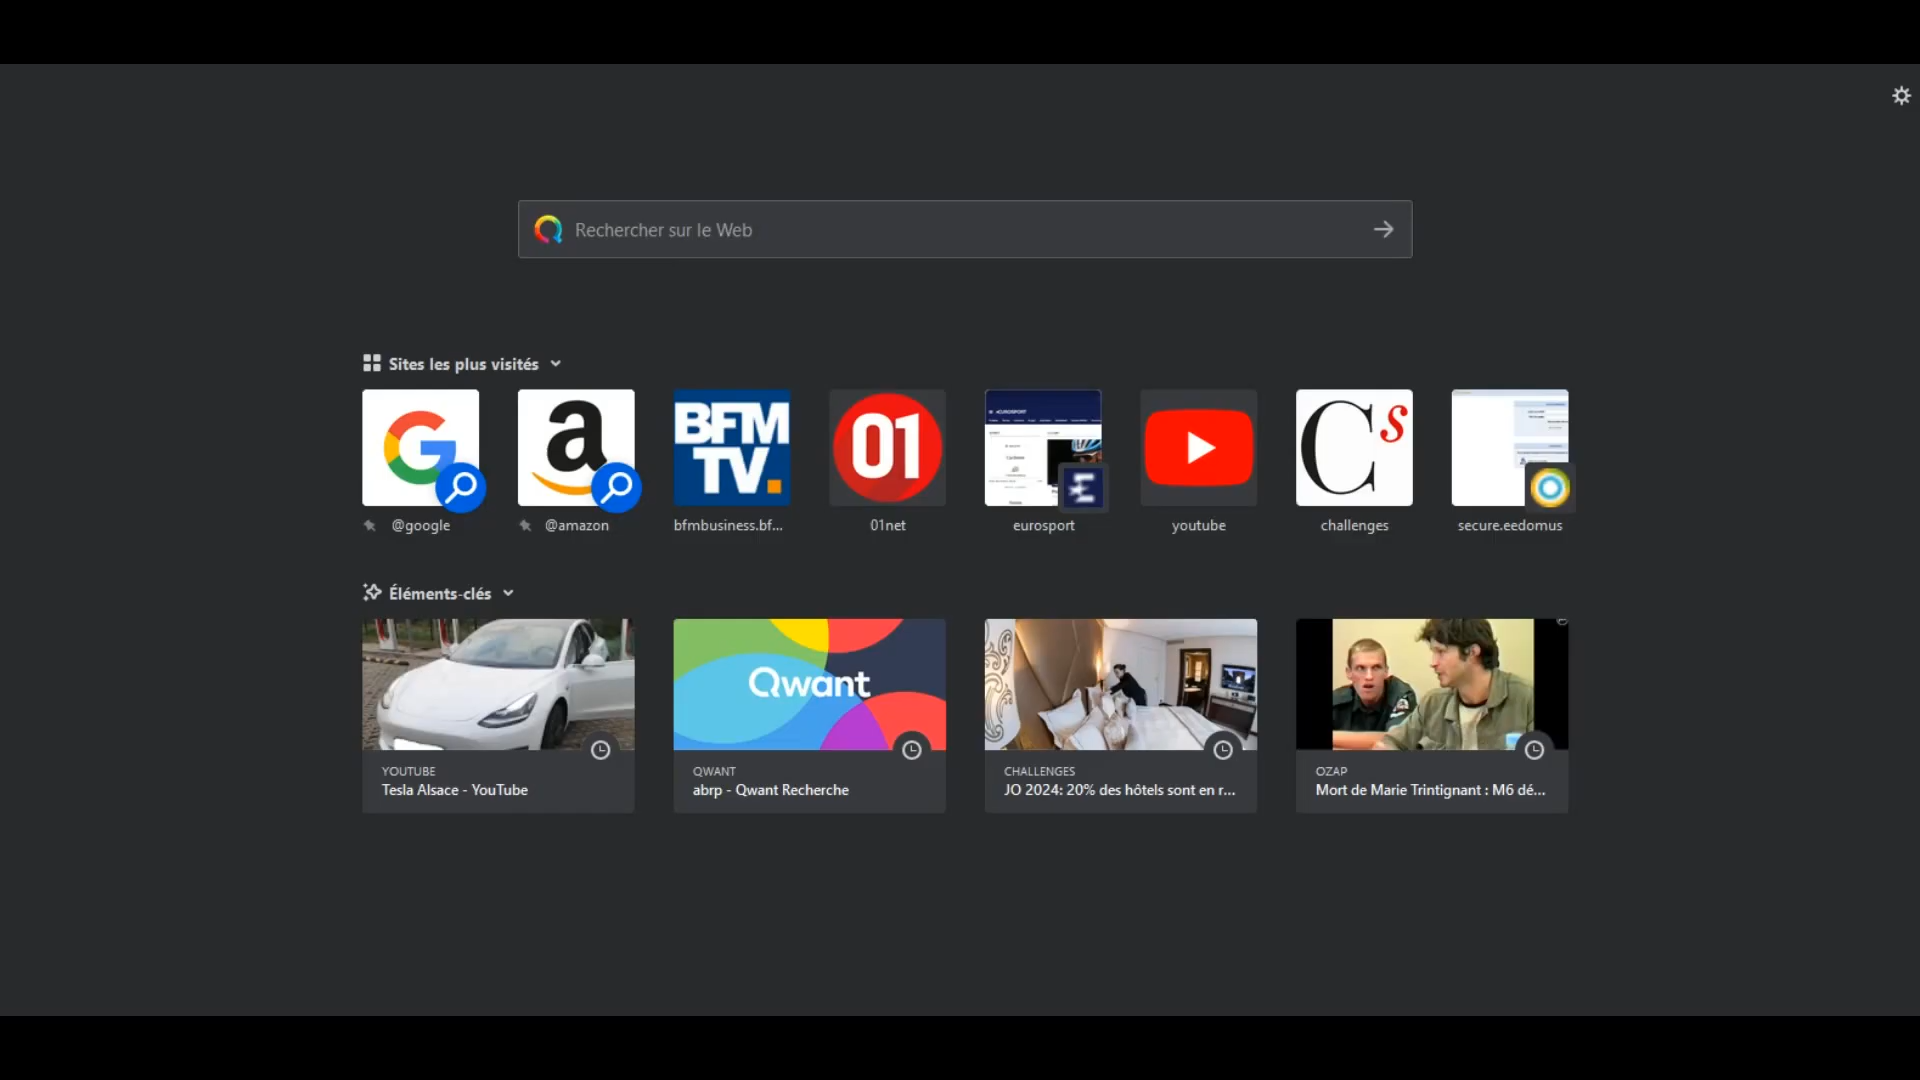 Rechercher sur le Web
Sites les plus visités
BFM
TV.
a
01
EUROSPORT
E
Cs
@google
@amazon
bfmbusiness.bf...
01net
eurosport
youtube
challenges
secure.eedomus
Éléments-clés
Qwant
YOUTUBE
Tesla Alsace - YouTube
QWANT
abrp - Qwant Recherche
CHALLENGES
JO 2024: 20% des hôtels sont en r...
OZAP
Mort de Marie Trintignant : M6 dé...